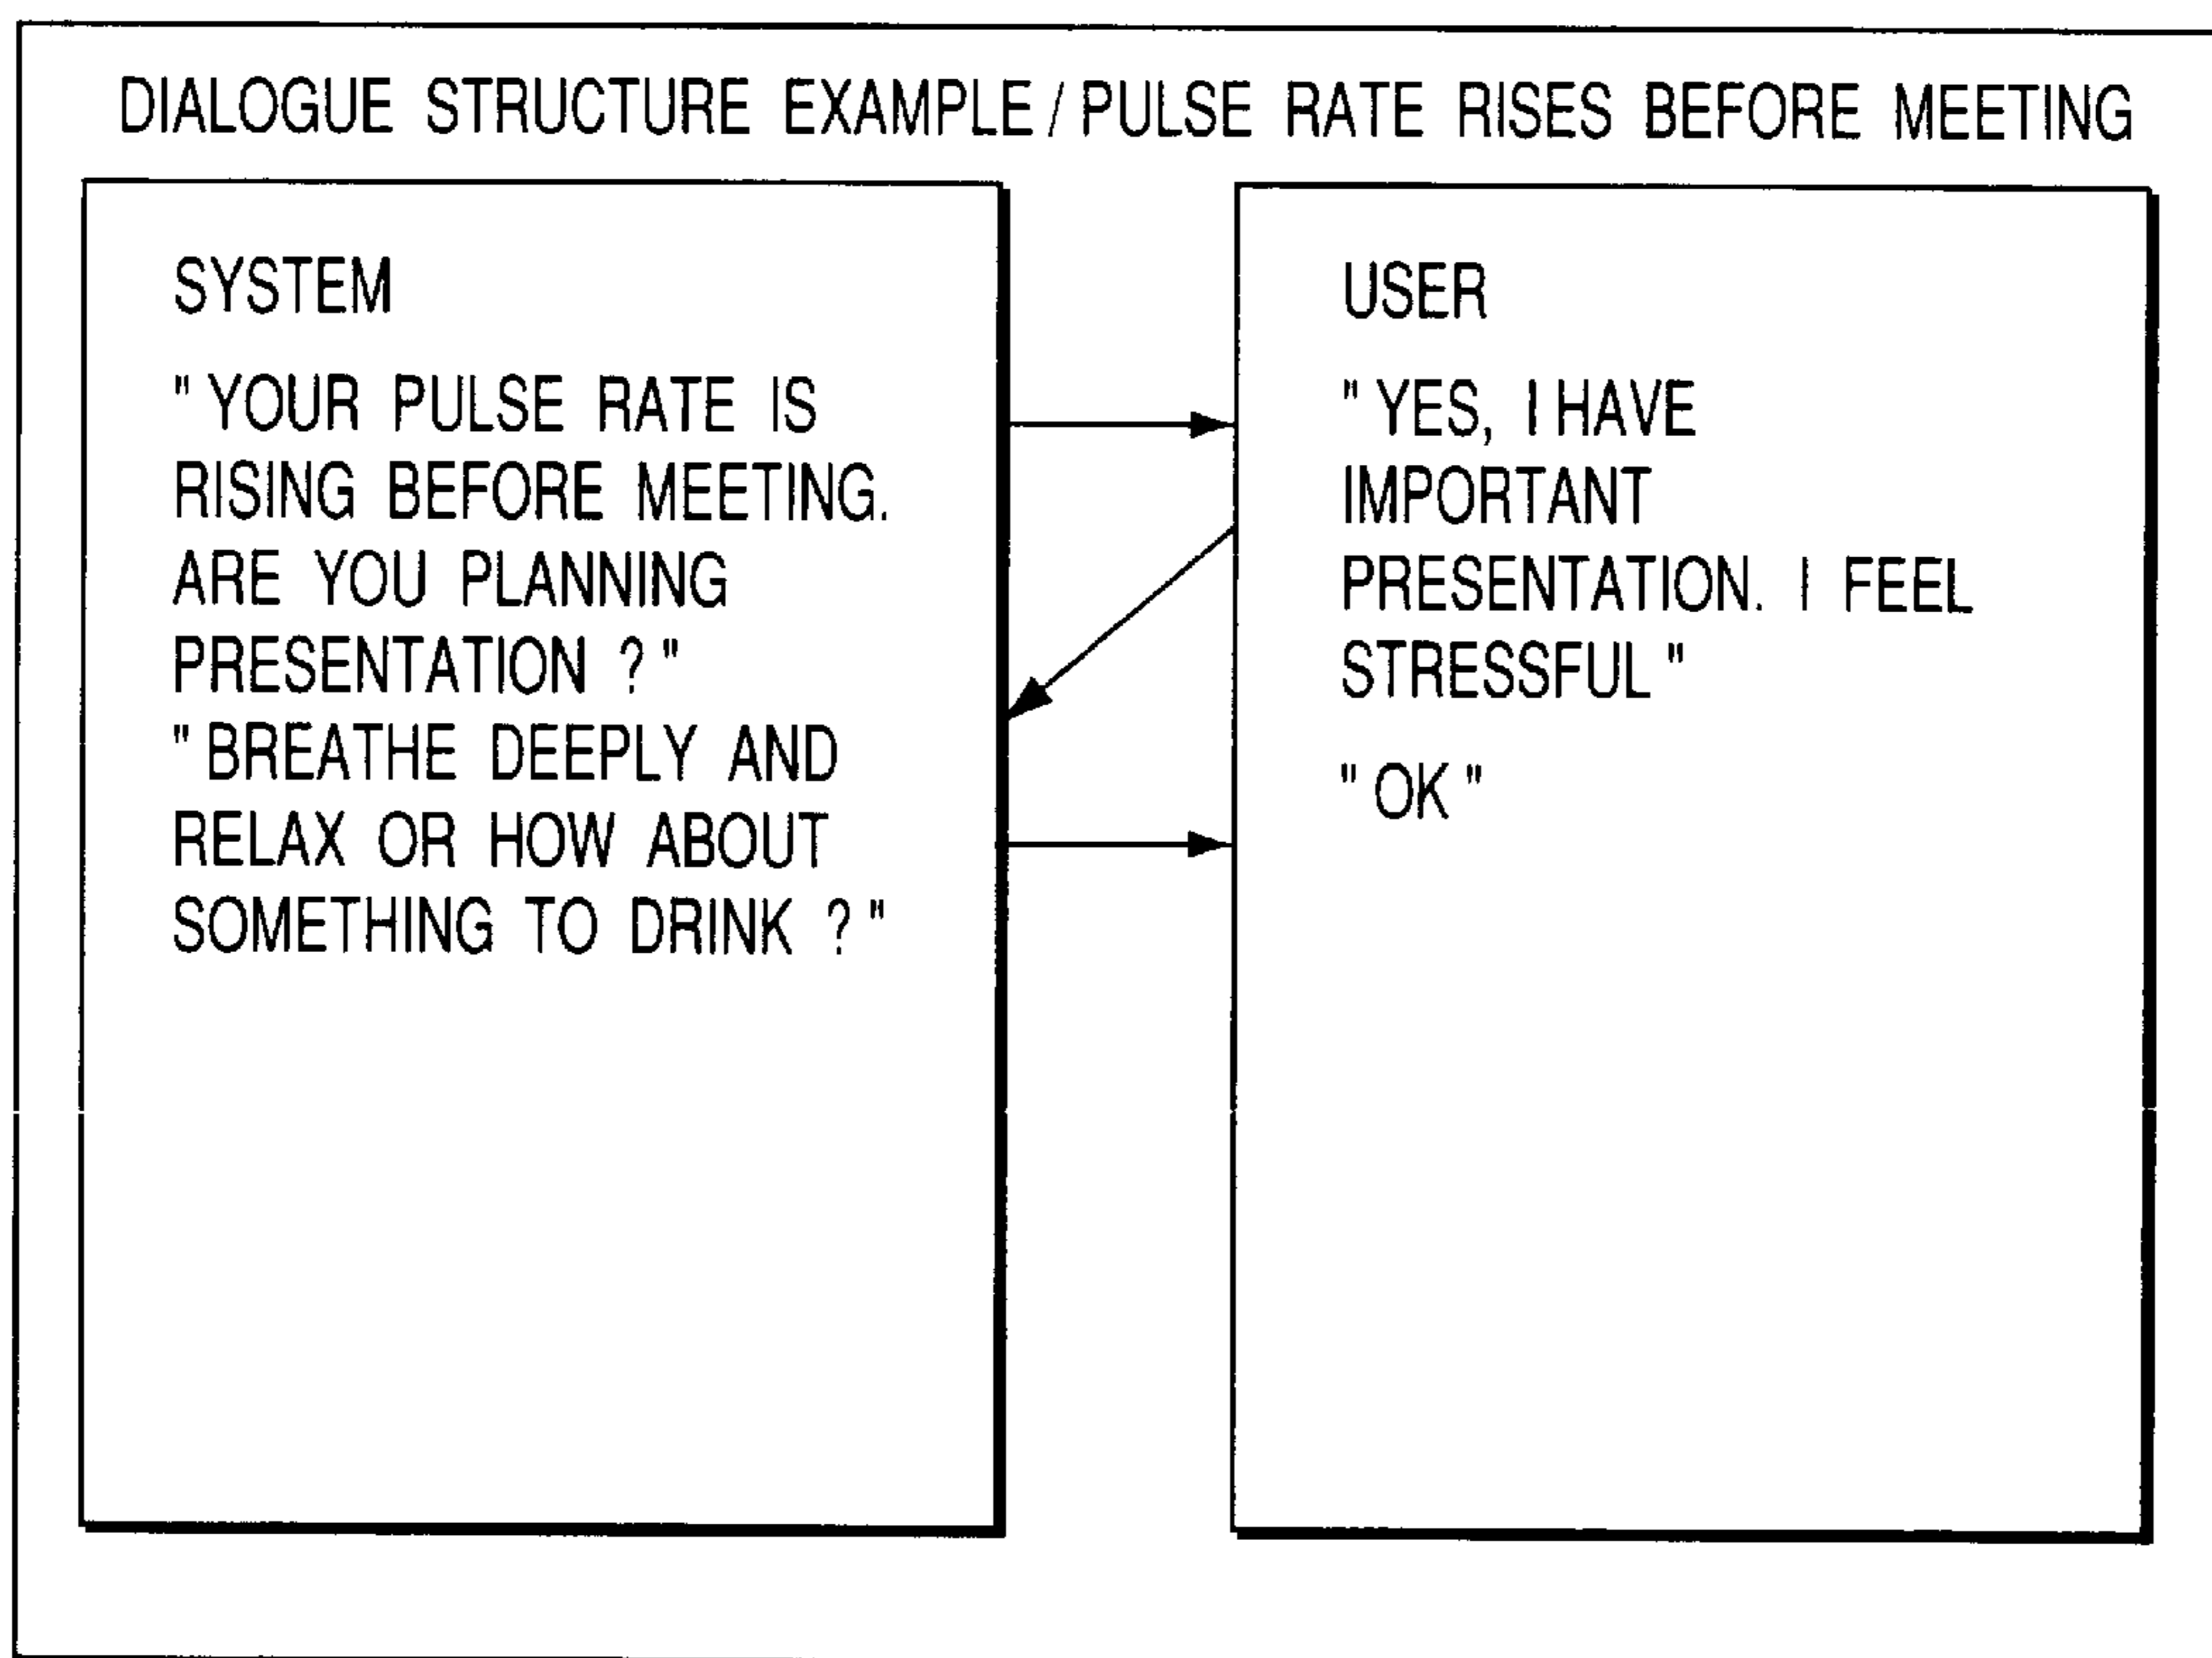 DIALOGUE STRUCTURE EXAMPLE / PULSE RATE RISES BEFORE MEETING
SYSTEM
"YOUR PULSE RATE IS
RISING BEFORE MEETING.
ARE YOU PLANNING
PRESENTATION ?"
"BREATHE DEEPLY AND
RELAX OR HOW ABOUT
SOMETHING TO DRINK ?"
USER
"YES, I HAVE
IMPORTANT
PRESENTATION. I FEEL
STRESSFUL"
"OK"